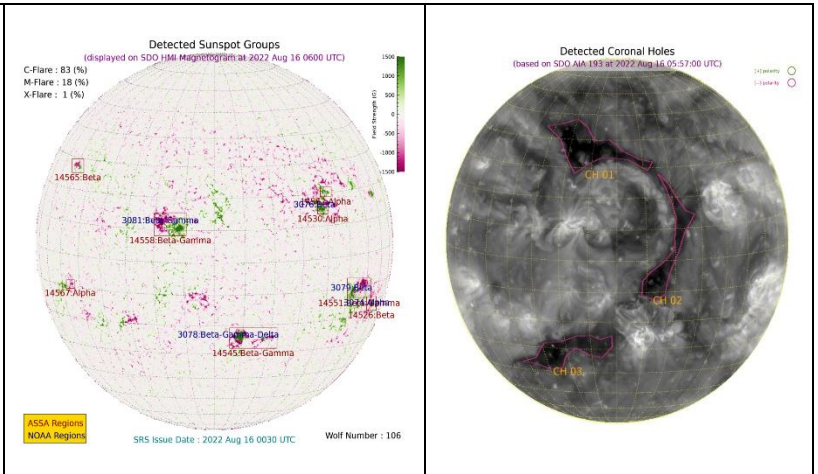 Detected Sunspot Groups
(displayed on SDO HMI Magnetogram at 2022 Aug 16 0600 UTC)
C-Flare : 83 (%)
M-Flare : 18 (%)
X-Flare : 1 (%)
1500
1000
500
0
-500
-1000
-1500
Field Strength (G)
14565:Beta
3081:Beta-Gamma
14558:Beta-Gamma
14530:Alpha
14567:Alpha
3079:Beta
14526:Beta
3078:Beta-Gamma-Delta
14545:Beta-Gamma
ASSA Regions
NOAA Regions
SRS Issue Date : 2022 Aug 16 0030 UTC
Wolf Number : 106
Detected Coronal Holes
(based on SDO AIA 193 at 2022 Aug 16 05:57:00 UTC)
[+] polarity
[−] polarity
CH 01
CH 02
CH 03